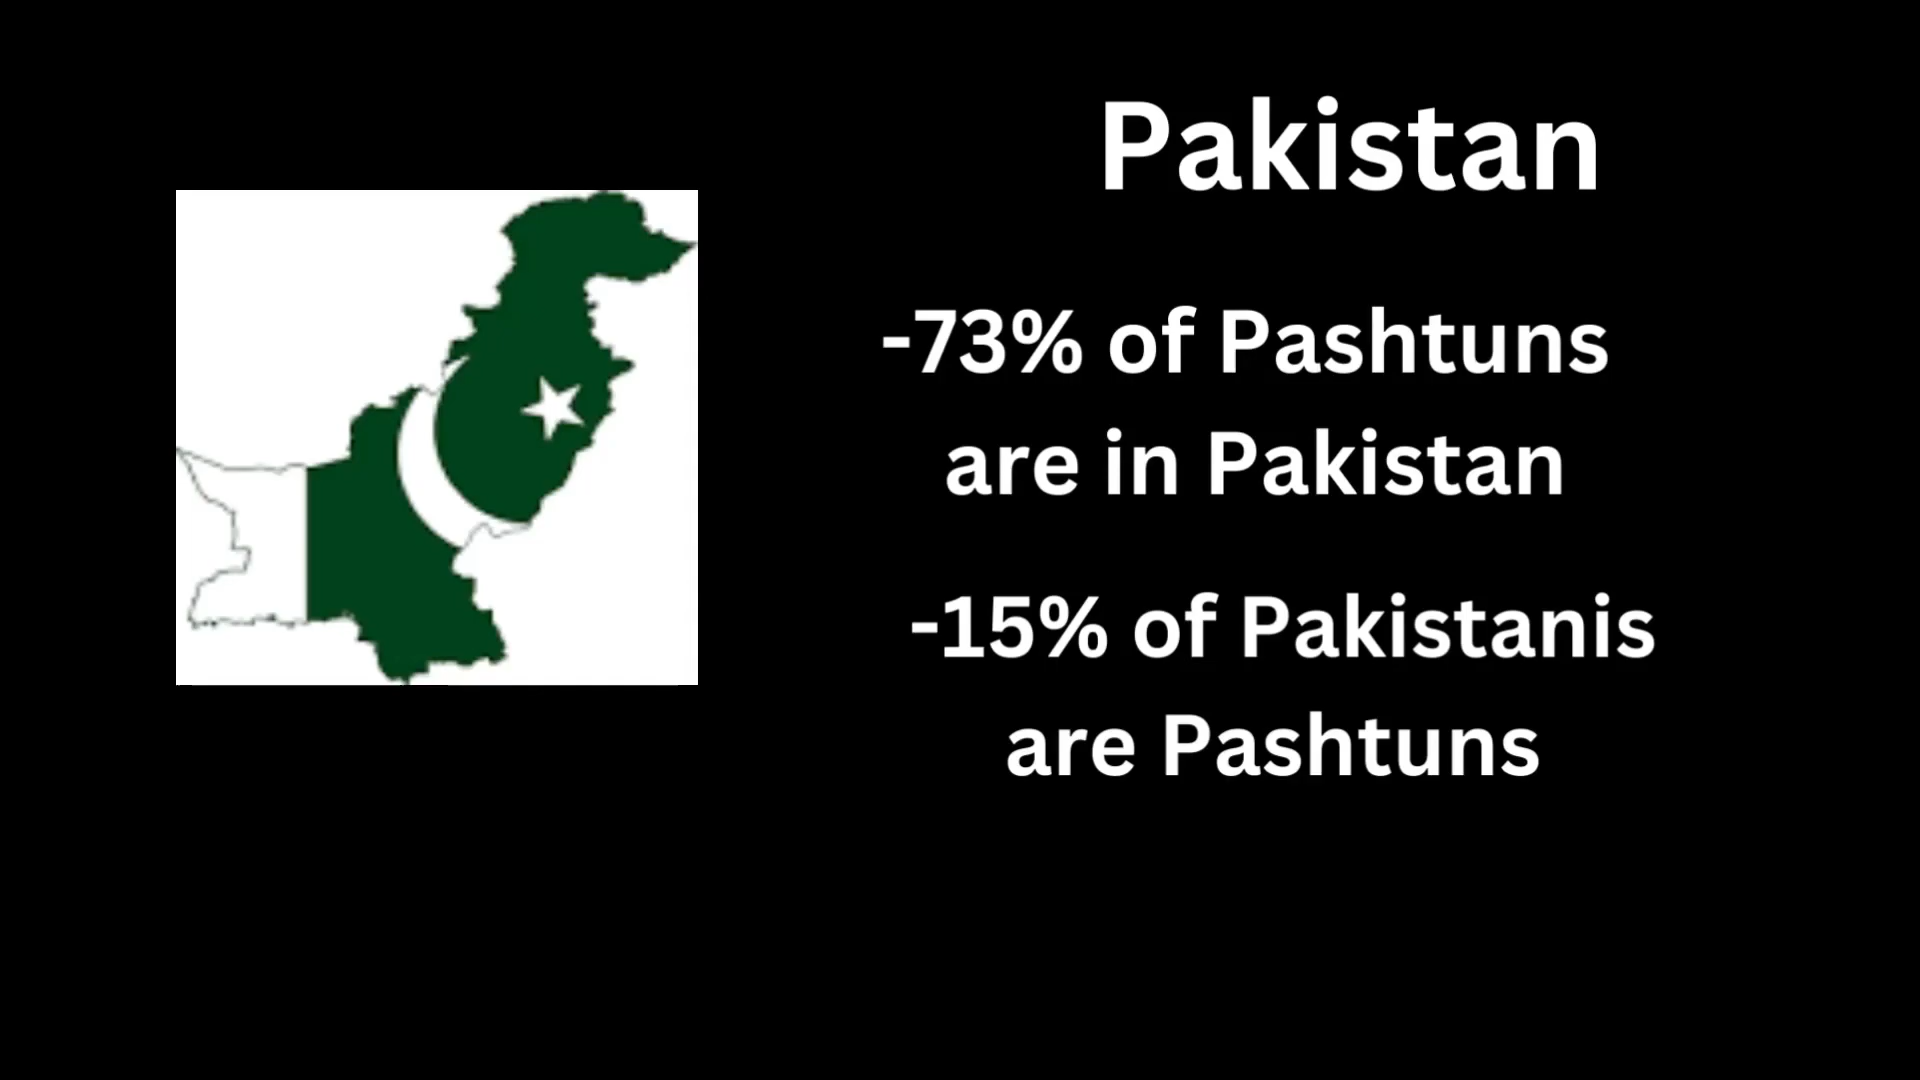 Pakistan
-73% of Pashtuns
are in Pakistan
-15% of Pakistanis
are Pashtuns